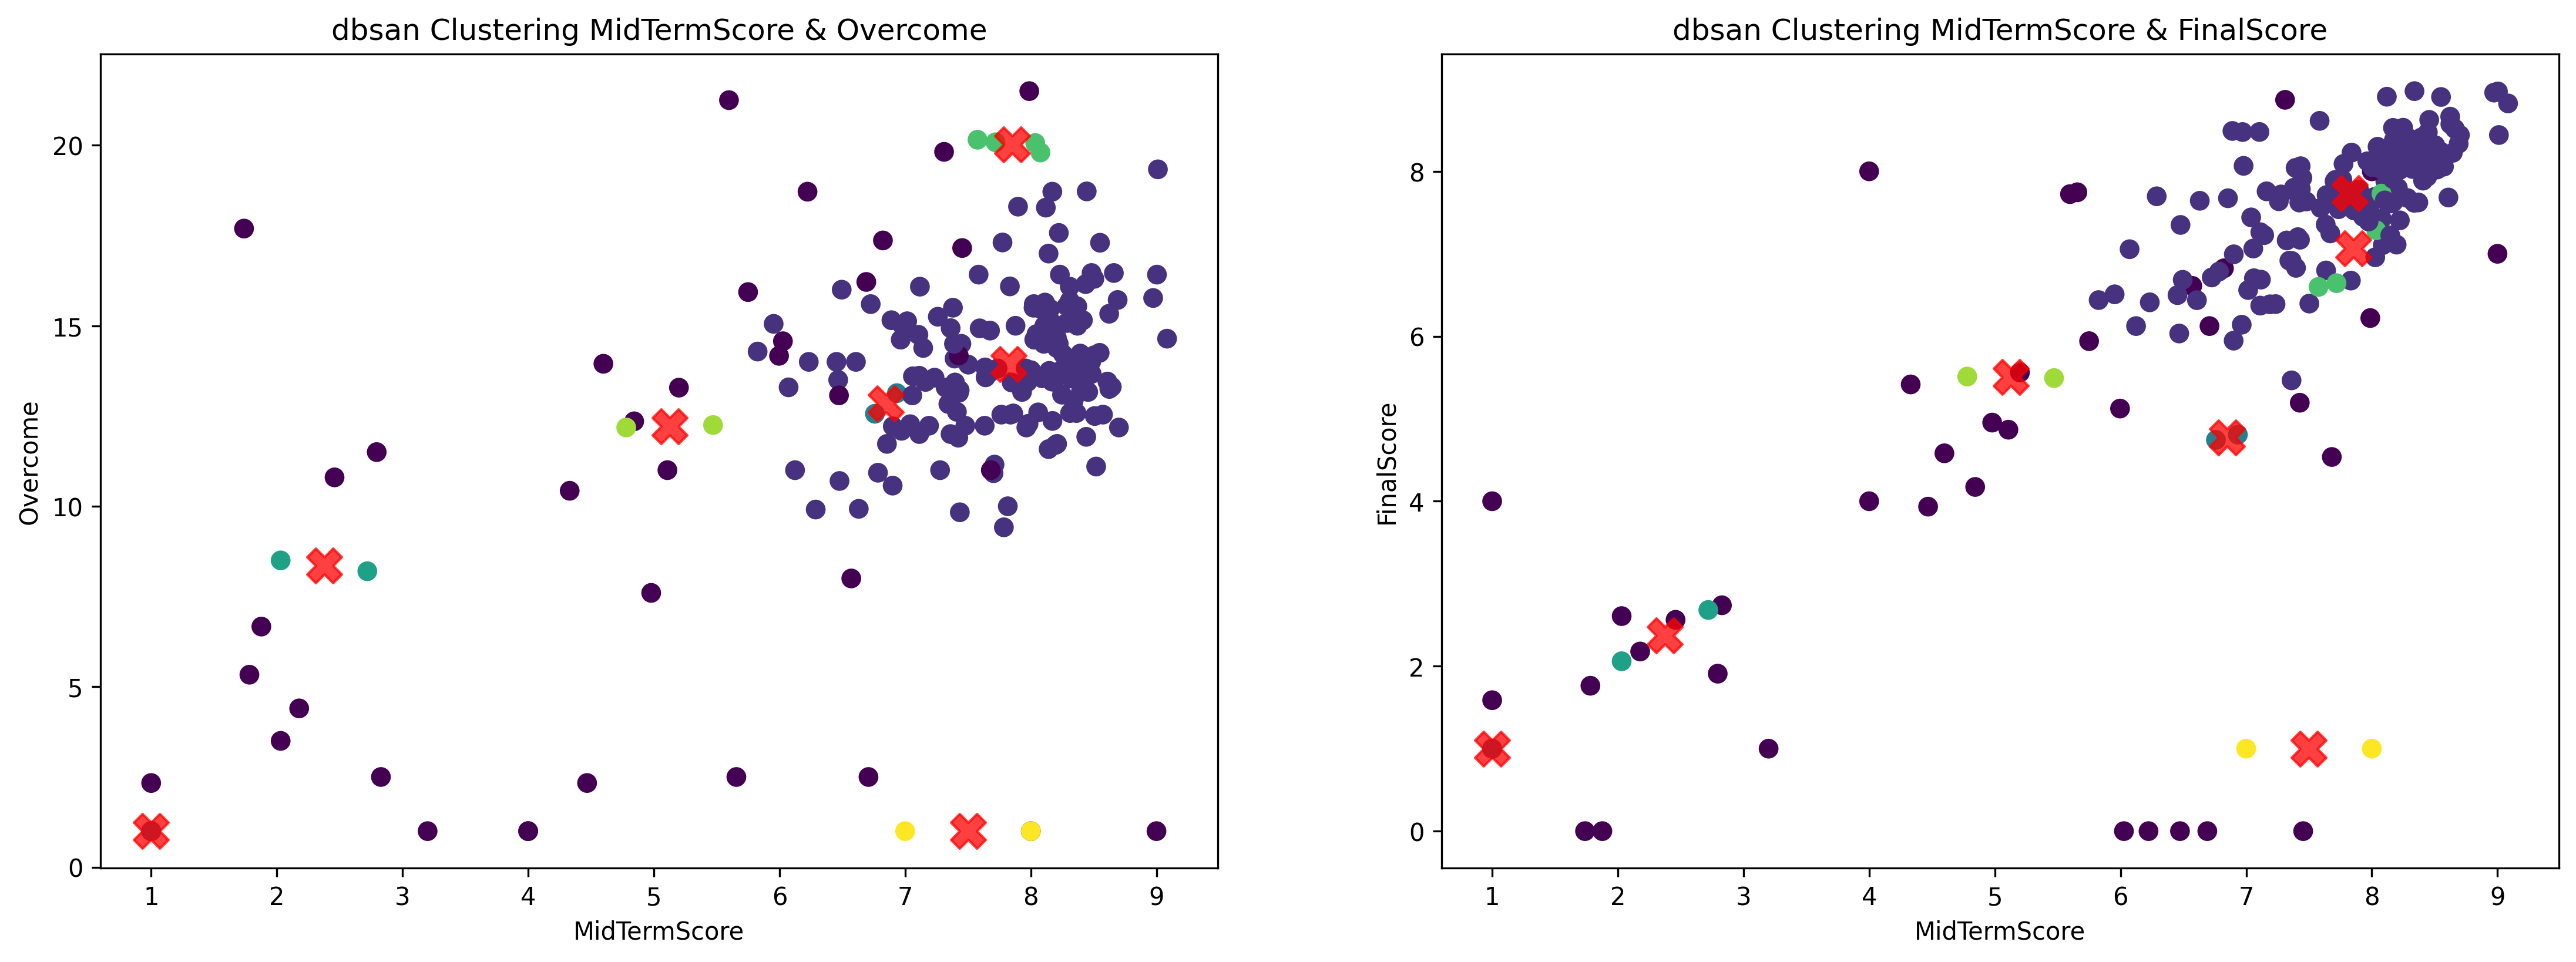 dbsan Clustering MidTermScore & Overcome
20
15
10
5
0
Overcome
1 2 3 4 5 6 7 8 9
MidTermScore
dbsan Clustering MidTermScore & FinalScore
8
6
4
2
0
FinalScore
1 2 3 4 5 6 7 8 9
MidTermScore